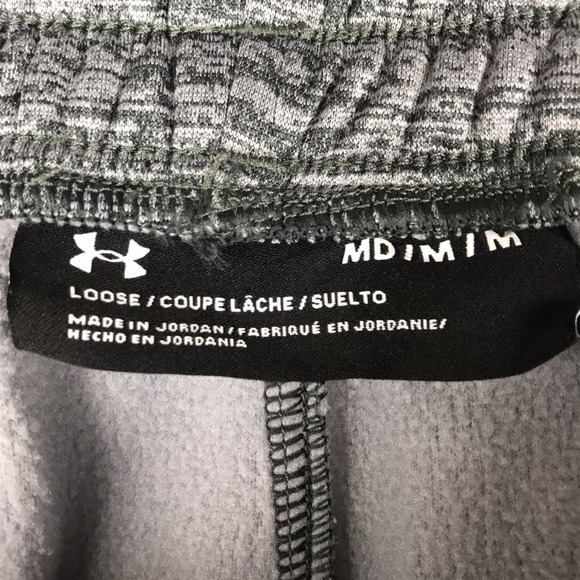 MD/M/M
LOOSE/COUPE LÂCHE/SUELTO
MADE IN JORDAN/FABRIQUÉ EN JORDANIE/
HECHO EN JORDANIA